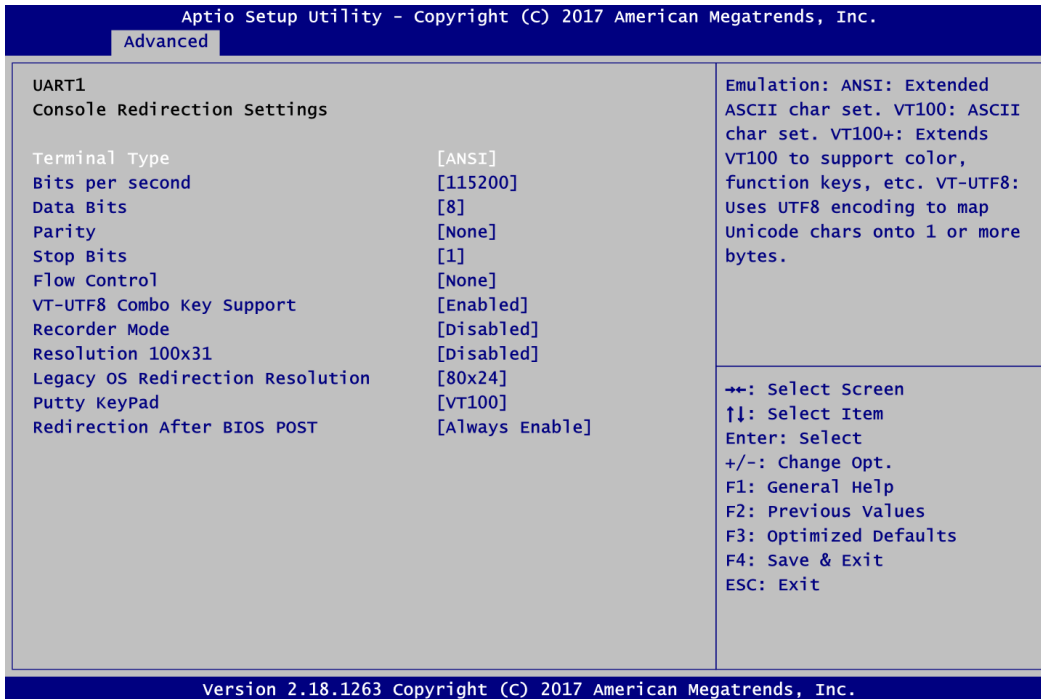 Aptio Setup Utility - Copyright (C) 2017 American Megatrends, Inc.
Advanced
UART1
Console Redirection Settings
Terminal Type [ANSI]
Bits per second [115200]
Data Bits [8]
Parity [None]
Stop Bits [1]
Flow Control [None]
VT-UTF8 Combo Key Support [Enabled]
Recorder Mode [Disabled]
Resolution 100x31 [Disabled]
Legacy OS Redirection Resolution [80x24]
Putty KeyPad [VT100]
Redirection After BIOS POST [Always Enable]
Emulation: ANSI: Extended
ASCII char set. VT100: ASCII
char set. VT100+: Extends
VT100 to support color,
function keys, etc. VT-UTF8:
Uses UTF8 encoding to map
Unicode chars onto 1 or more
bytes.
→←: Select Screen
↑↓: Select Item
Enter: Select
+/-: Change Opt.
F1: General Help
F2: Previous Values
F3: Optimized Defaults
F4: Save & Exit
ESC: Exit
Version 2.18.1263 Copyright (C) 2017 American Megatrends, Inc.